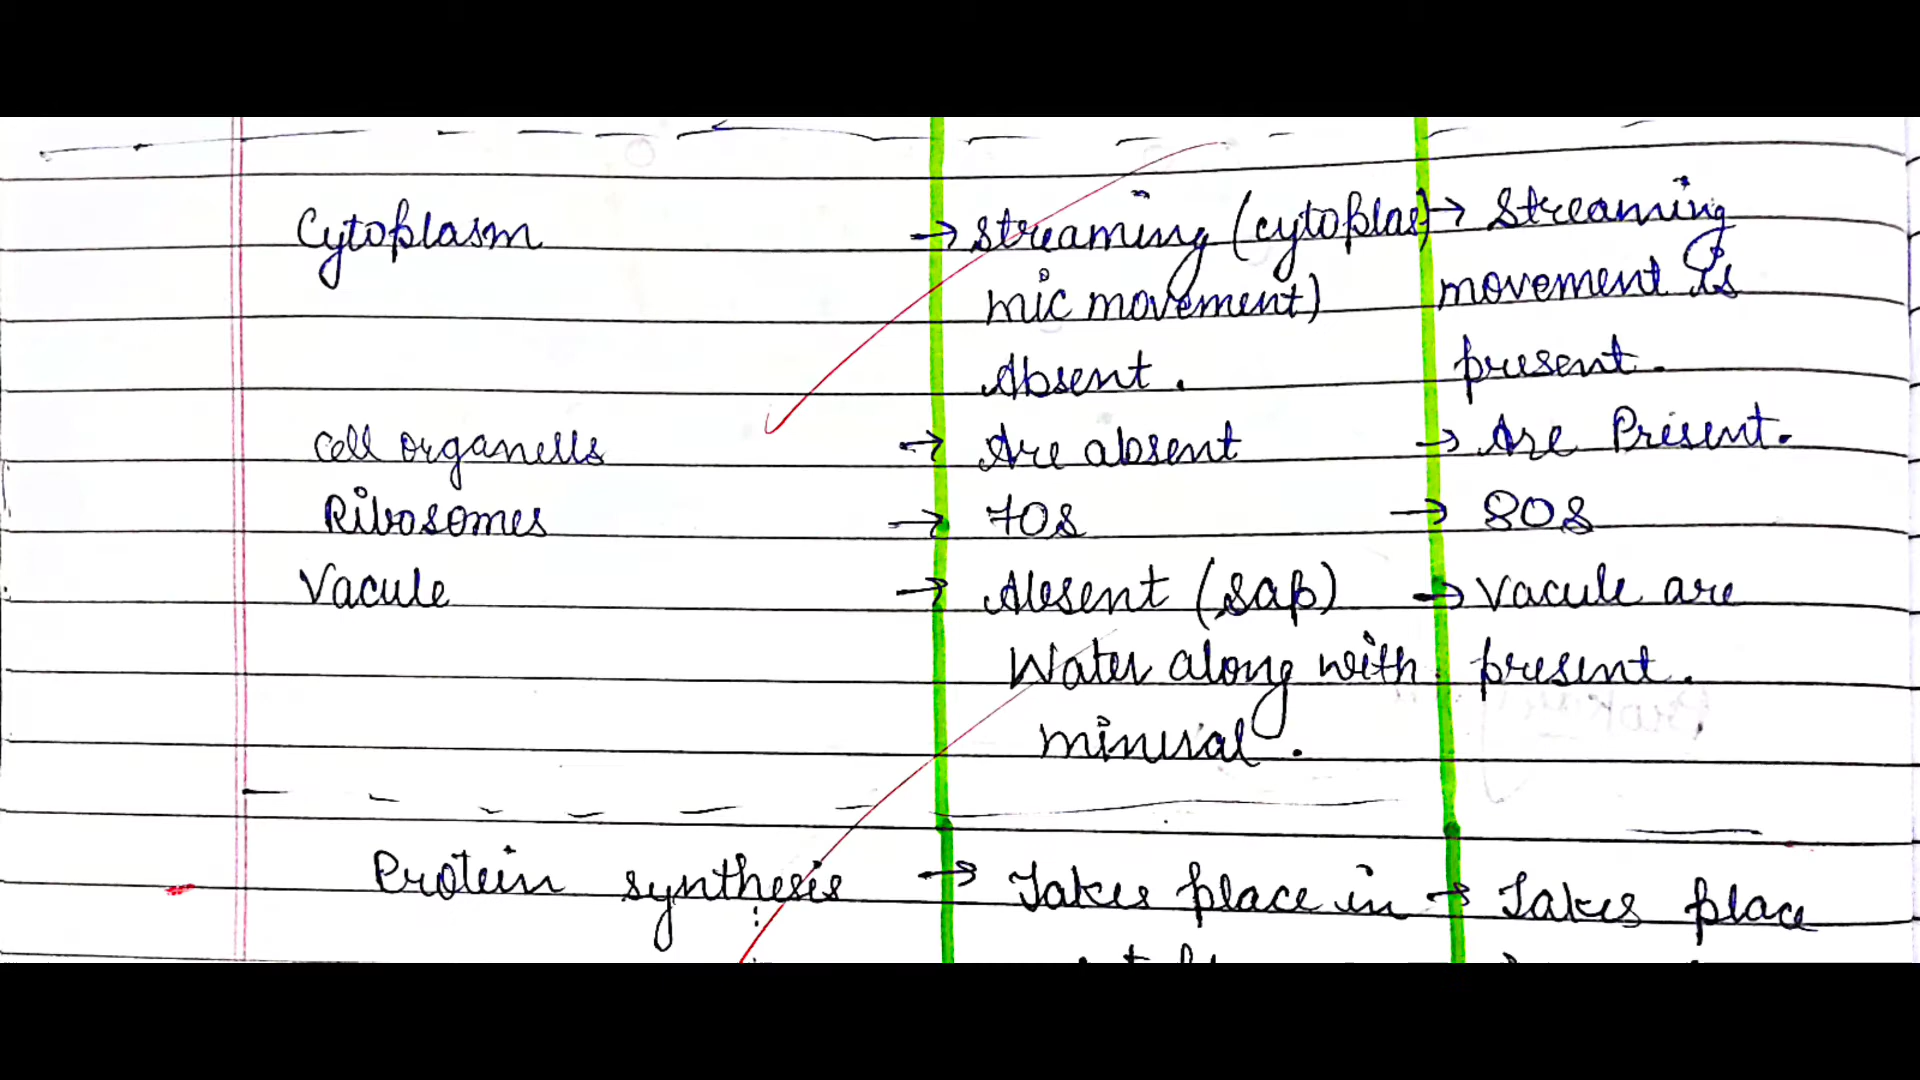 Cytoplasm → streaming (cytoplas → streaming
mic movement) movement is
Absent. present.
Cell organells → Are absent → Are Present.
Ribosomes → 70s → 80s
Vacule → Absent (sap) → Vacule are
Water along with present.
mineral.
Protein synthesis → Takes place in → Takes place